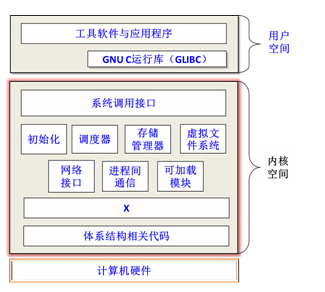 工具软件与应用程序
GNU C运行库（GLIBC）
用户
空间
系统调用接口
初始化
调度器
存储
管理器
虚拟文
件系统
网络
接口
进程间
通信
可加载
模块
内核
空间
X
体系结构相关代码
计算机硬件